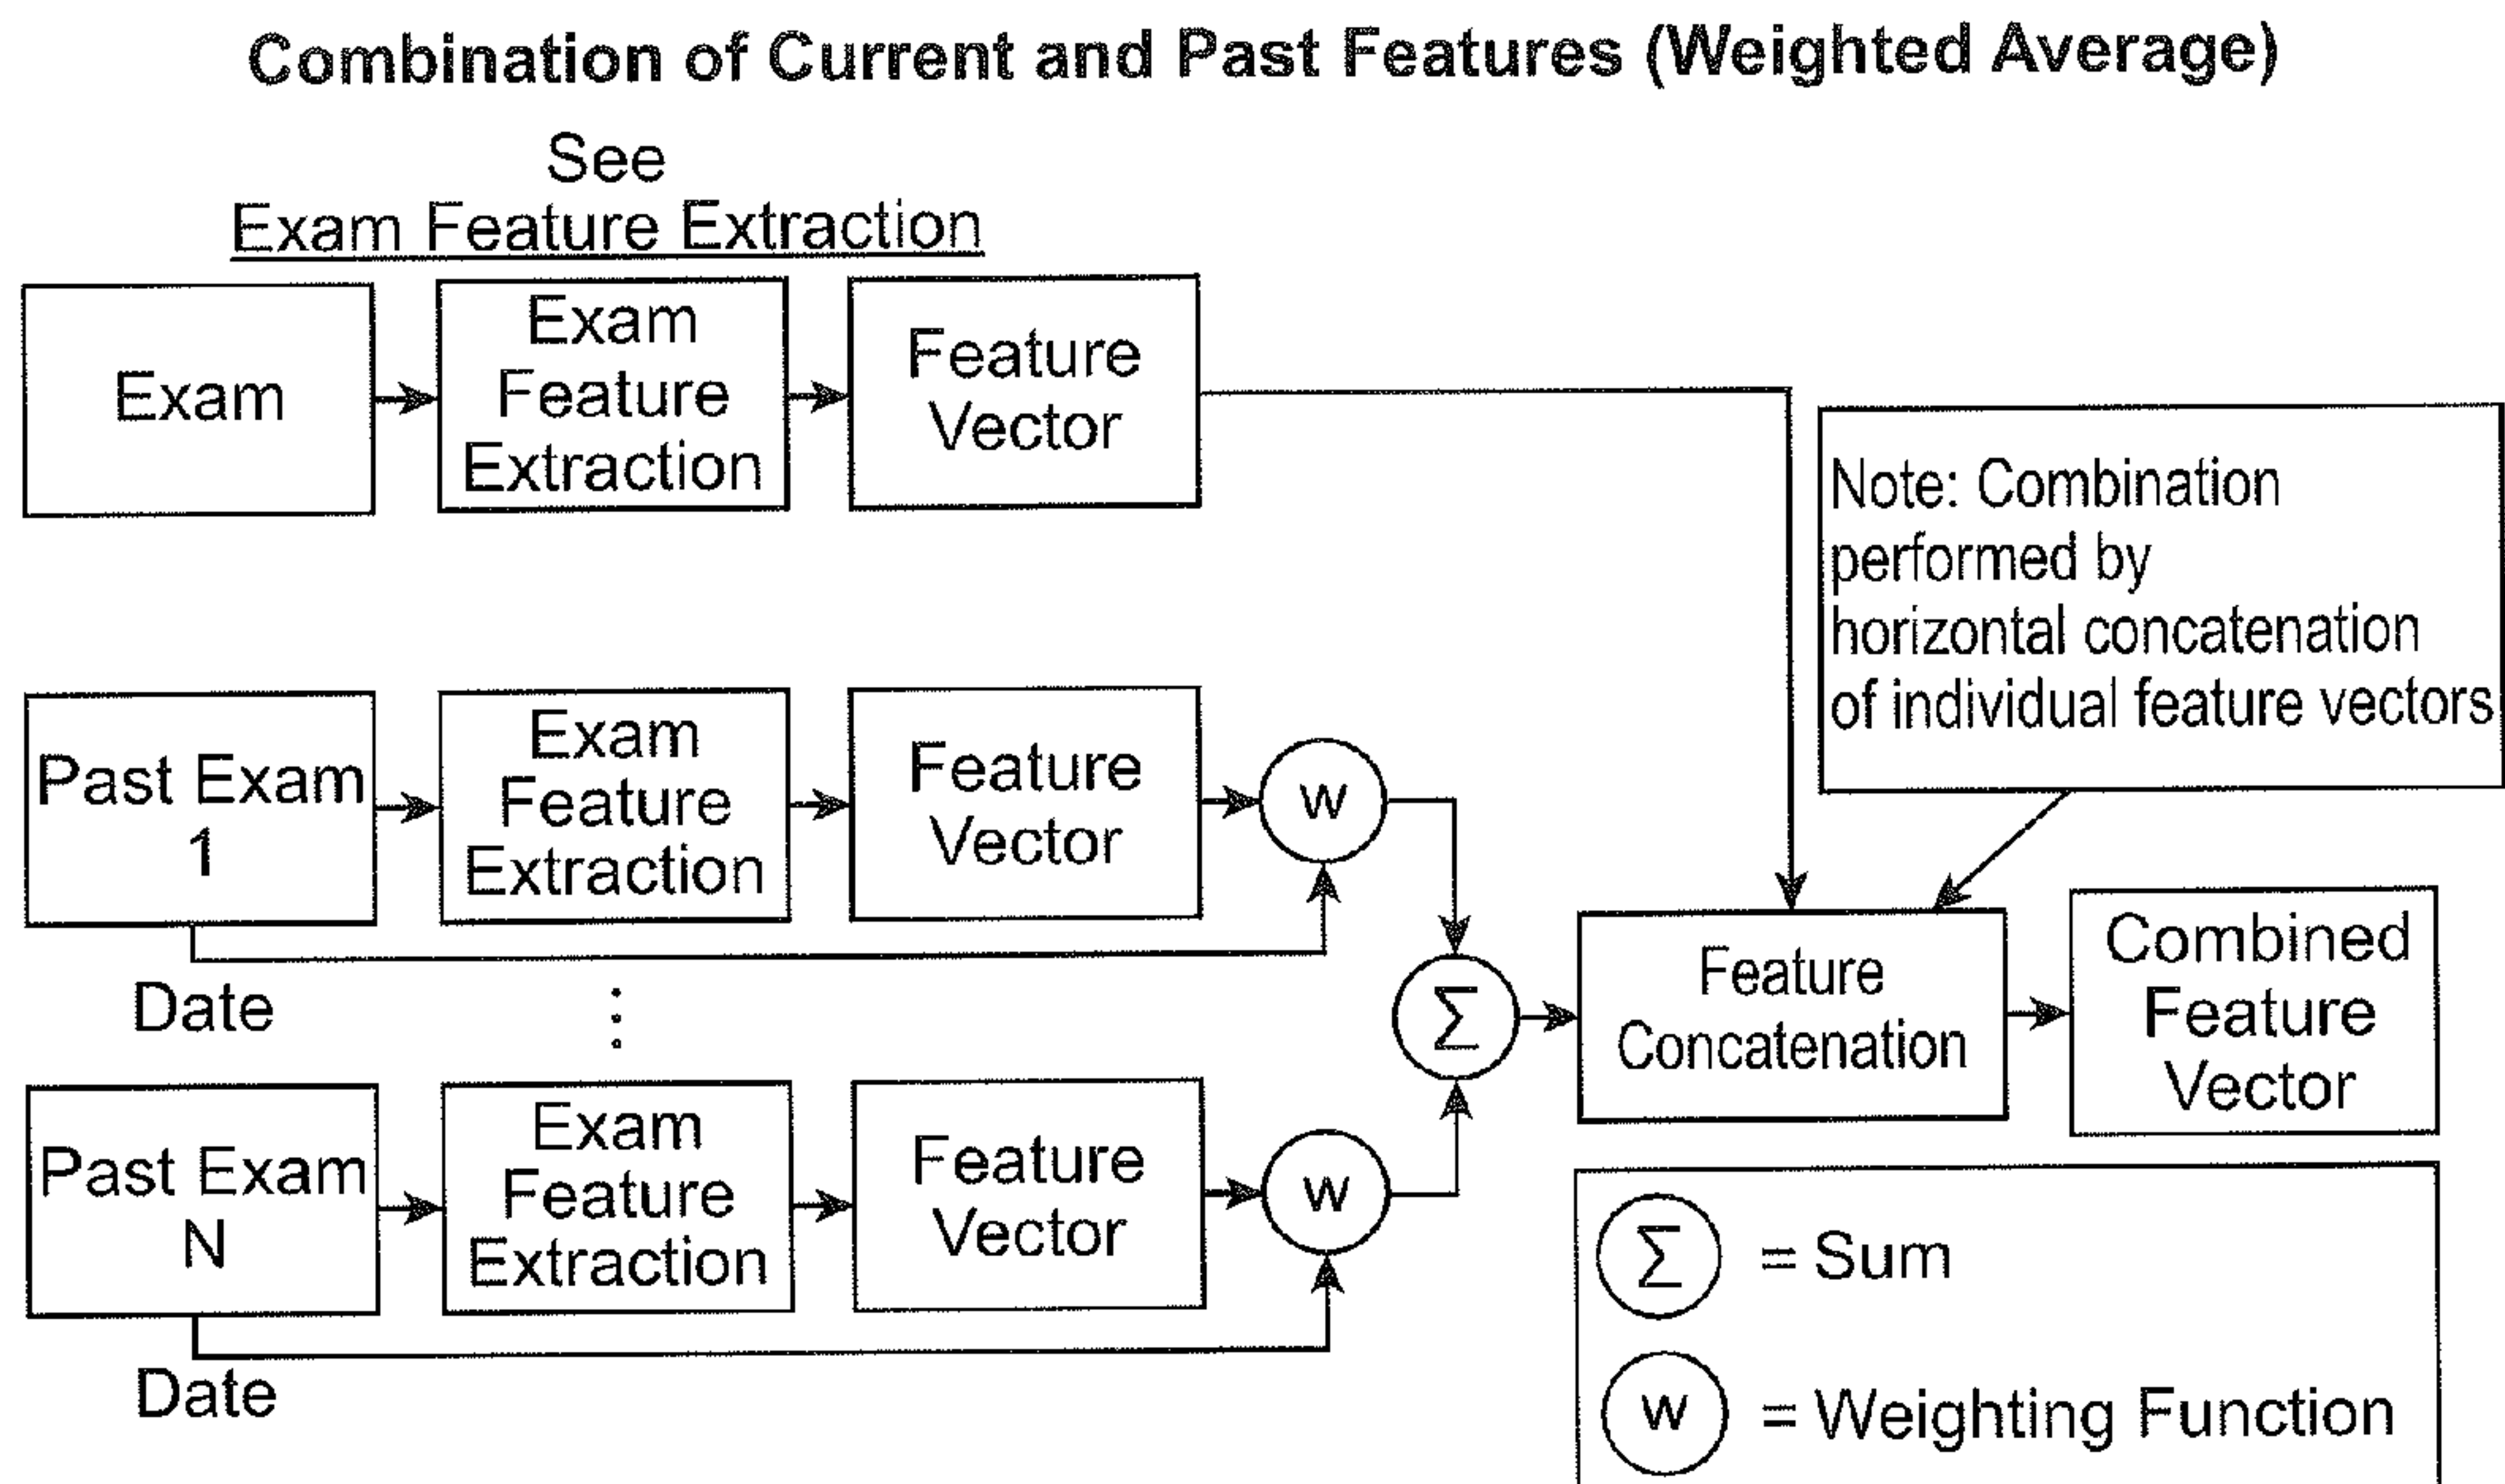 Combination of Current and Past Features (Weighted Average)
See
Exam Feature Extraction
Exam
Exam
Feature
Extraction
Feature
Vector
Note: Combination
performed by
horizontal concatenation
of individual feature vectors
Past Exam
1
Exam
Feature
Extraction
Feature
Vector
w
Date
Σ
Feature
Concatenation
Combined
Feature
Vector
Past Exam
N
Exam
Feature
Extraction
Feature
Vector
w
Date
Σ = Sum
w = Weighting Function